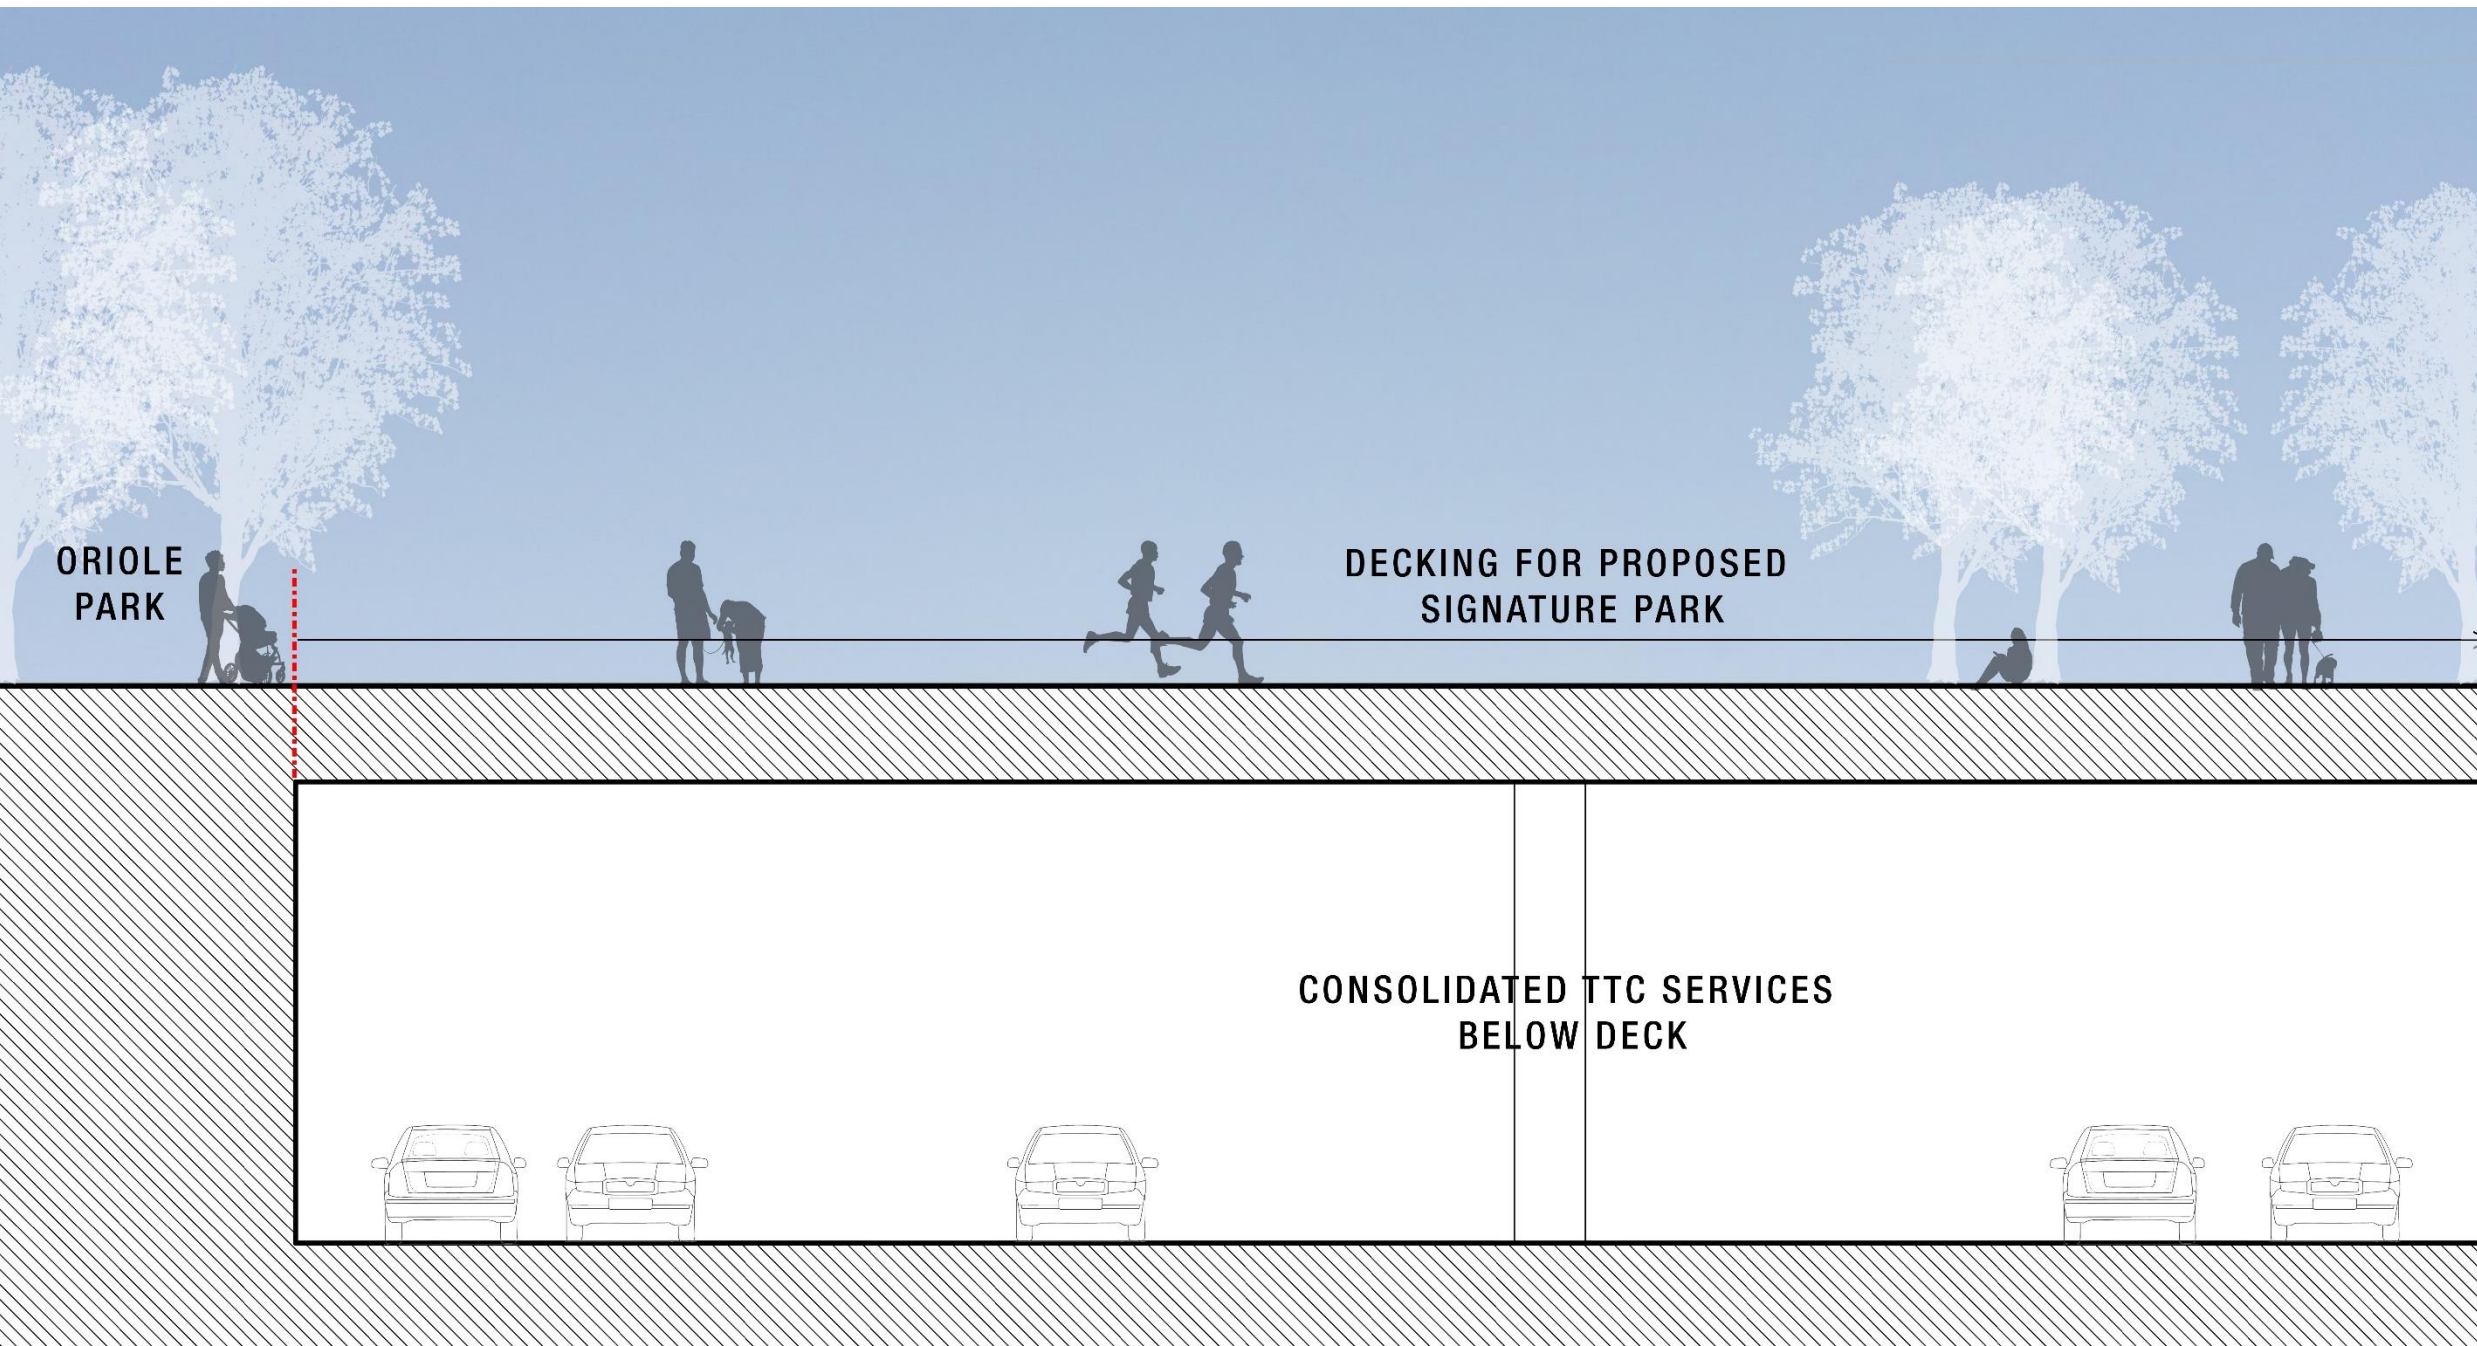 ORIOLE
PARK
DECKING FOR PROPOSED
SIGNATURE PARK
CONSOLIDATED TTC SERVICES
BELOW DECK